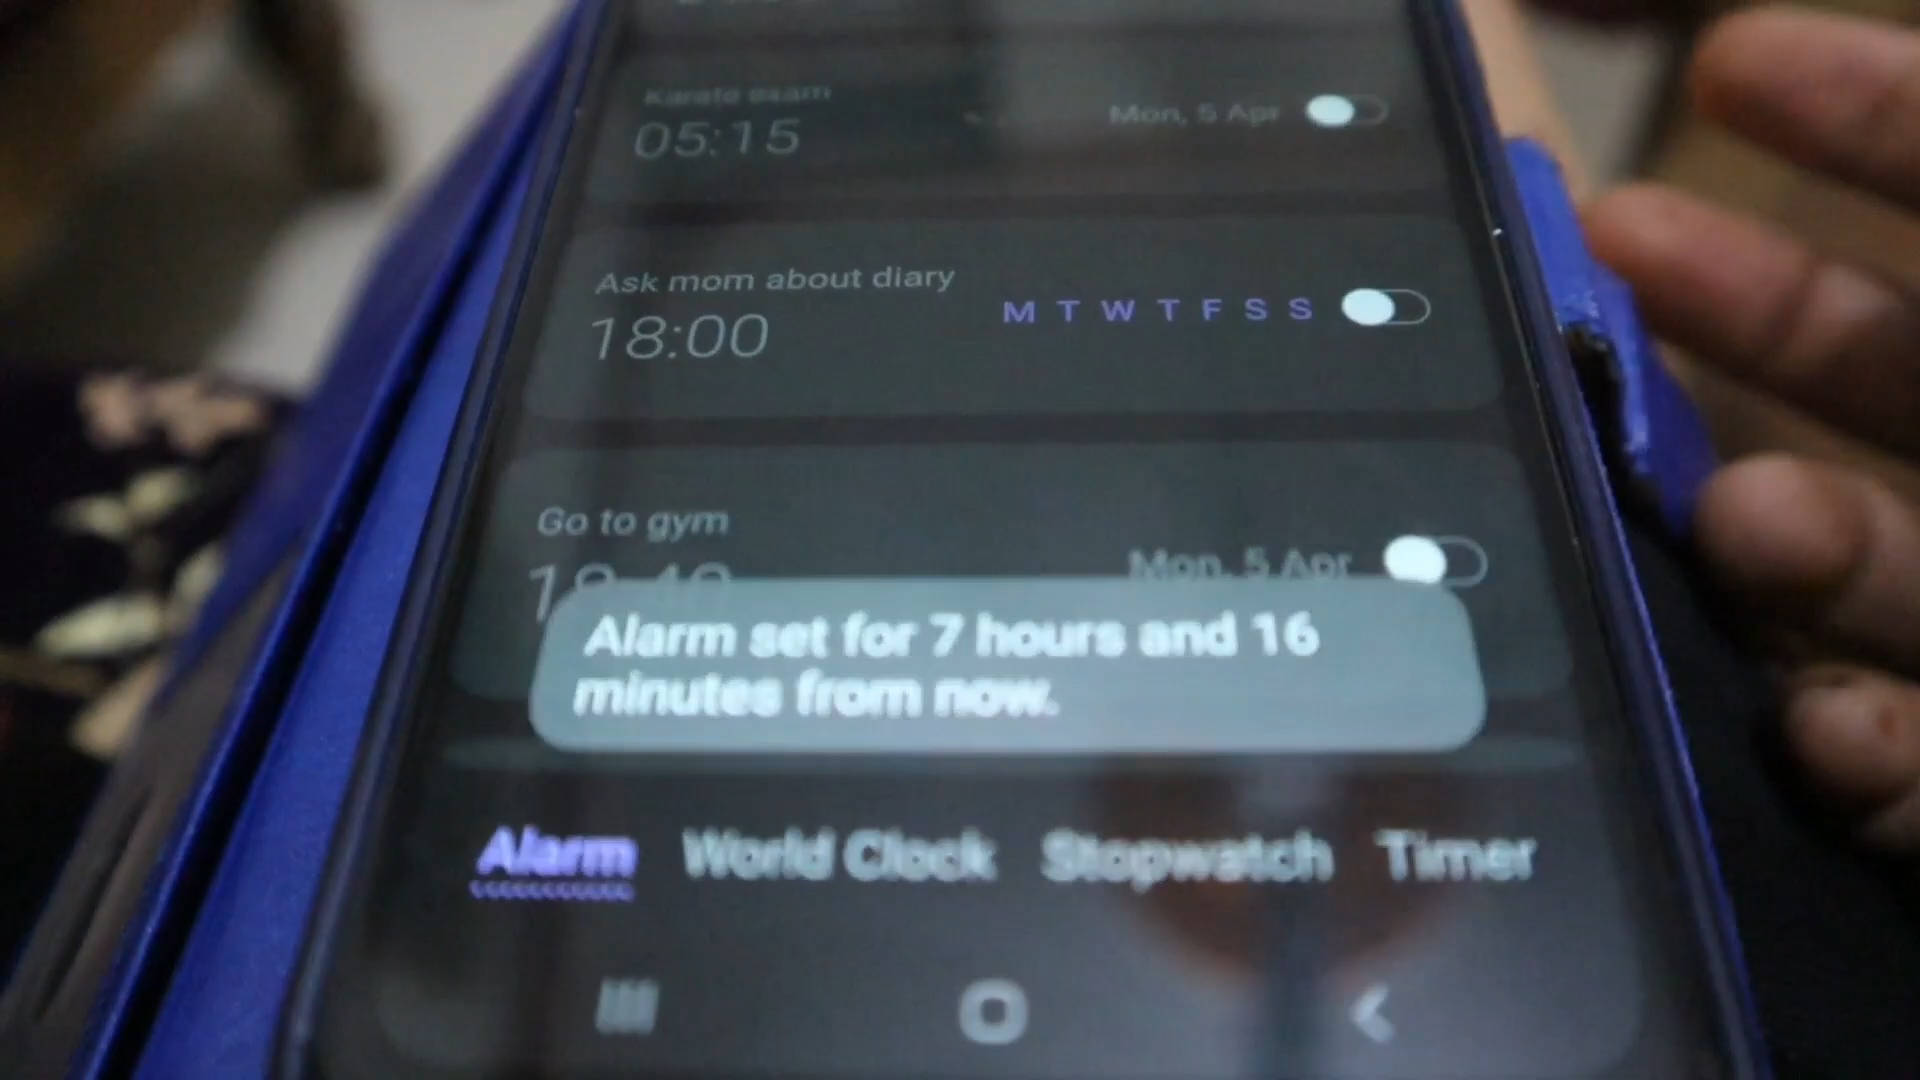 Karate exam
05:15
Mon, 5 Apr
Ask mom about diary
18:00
M T W T F S S
Go to gym
Mon, 5 Apr
Alarm set for 7 hours and 16
minutes from now.
Alarm World Clock Stopwatch Timer